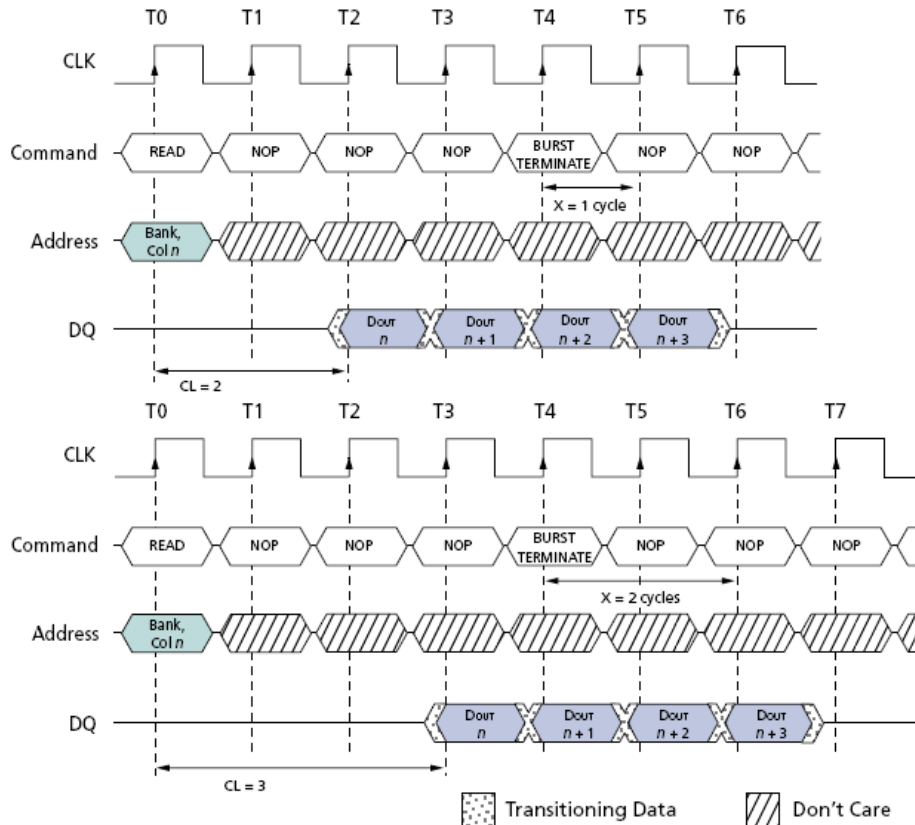 T0 T1 T2 T3 T4 T5 T6
CLK
Command READ NOP NOP NOP BURST TERMINATE NOP NOP
X = 1 cycle
Address Bank, Col n
DQ DOUT n DOUT n + 1 DOUT n + 2 DOUT n + 3
CL = 2
T0 T1 T2 T3 T4 T5 T6 T7
CLK
Command READ NOP NOP NOP BURST TERMINATE NOP NOP NOP
X = 2 cycles
Address Bank, Col n
DQ DOUT n DOUT n + 1 DOUT n + 2 DOUT n + 3
CL = 3
Transitioning Data Don't Care